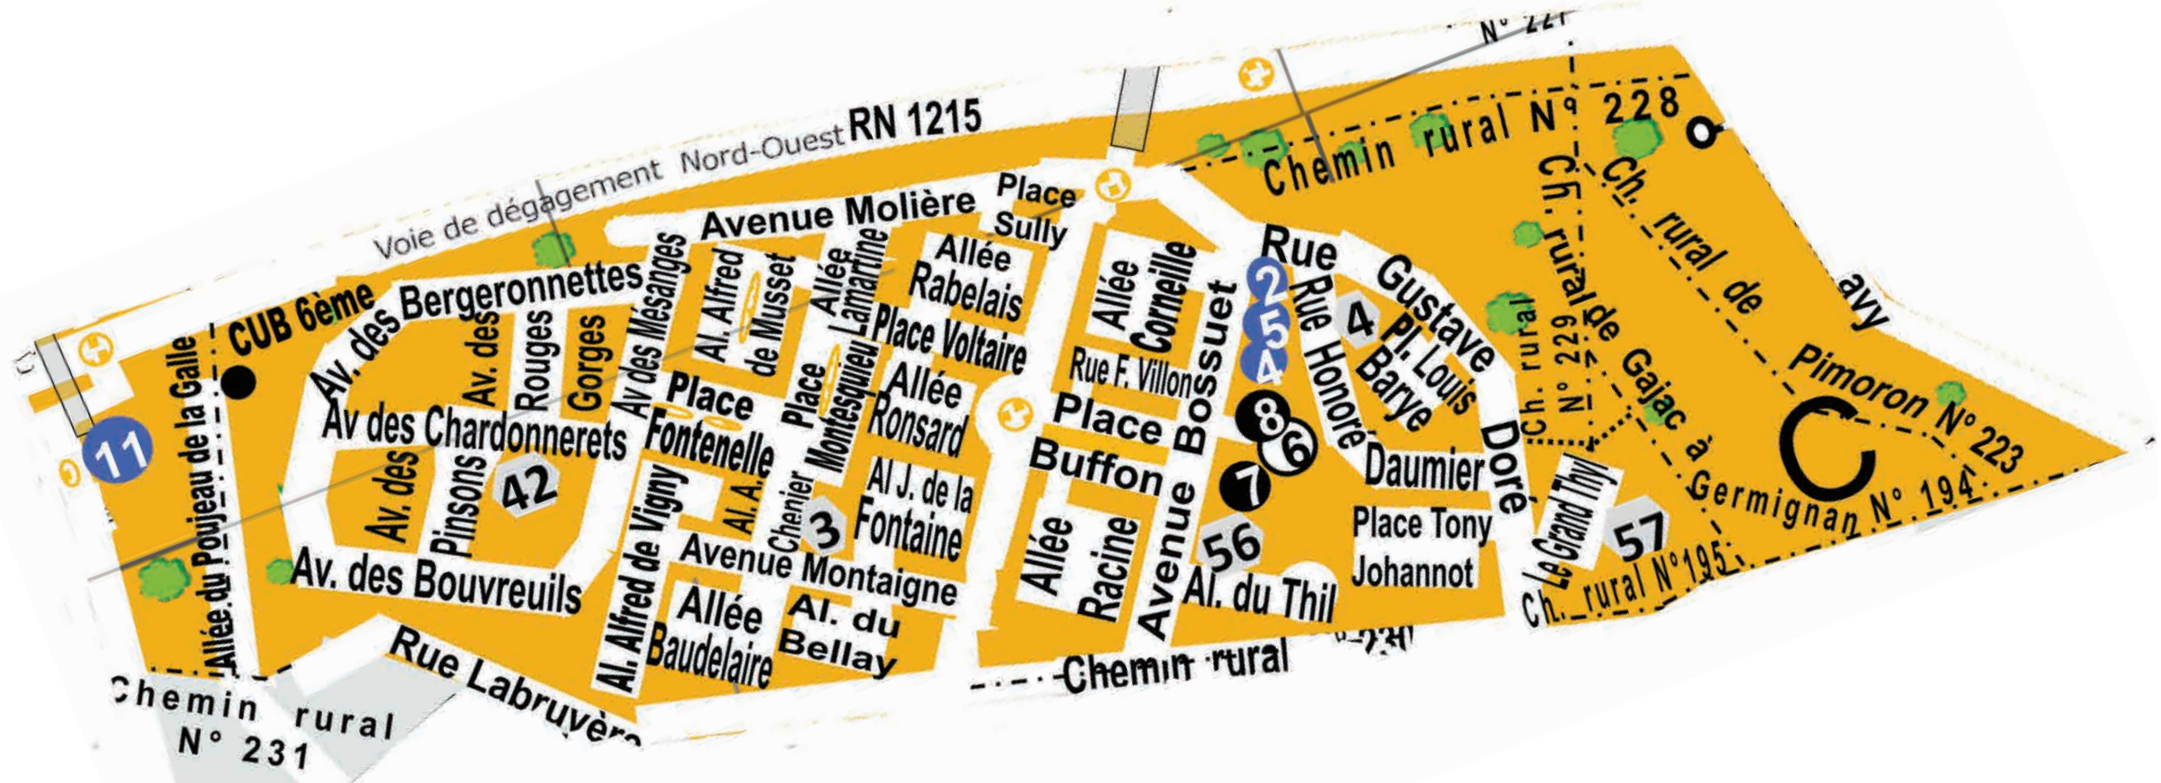 N° 221
Voie de dégagement Nord-Ouest RN 1215
Chemin rural N° 228
Avenue Molière
Place
Sully
CUB 6ème
Av. des Bergeronnettes
Av. des
Rouges
Gorges
Av des Mésanges
Al. Alfred
de Musset
Allée
Lamartine
Allée
Rabelais
Place Voltaire
Allée
Corneille
Rue F. Villon
Avenue Bossuet
Rue Gustave Doré
Rue Honoré
Daumier
Pl. Louis
Barye
2
5
4
4
8
6
7
11
Allée du Poujeau de la Galle
Av des Chardonnerets
Av. des
Pinsons
42
Place
Fontenelle
Place
Montesquieu
Allée
Ronsard
Place
Buffon
Al. A.
Chenier
3
Al J. de la
Fontaine
Al. Alfred de Vigny
Avenue Montaigne
Av. des Bouvreuils
Allée
Baudelaire
Al. du
Bellay
Allée
Racine
56
Al. du Thil
Place Tony
Johannot
Le Grand Thyl
57
Ch. rural
N° 229
Ch. rural de Gajac à
Germignan N° 194
Ch. rural de
Pimoron N° 223
avy
C
Ch. rural N°195
Chemin rural
Rue Labruyère
Chemin rural
N° 231